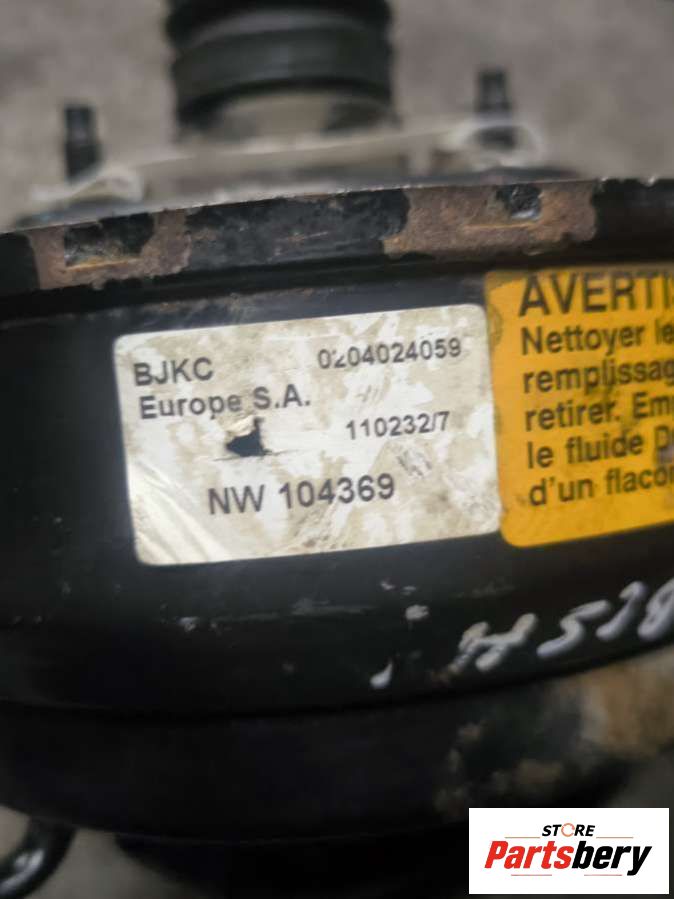 BJKC 0204024059
Europe S.A.
110232/7
NW 104369
AVERTIS
Nettoyer le
remplissag
retirer. Em
le fluide D
d'un flacon
STORE
Partsbery